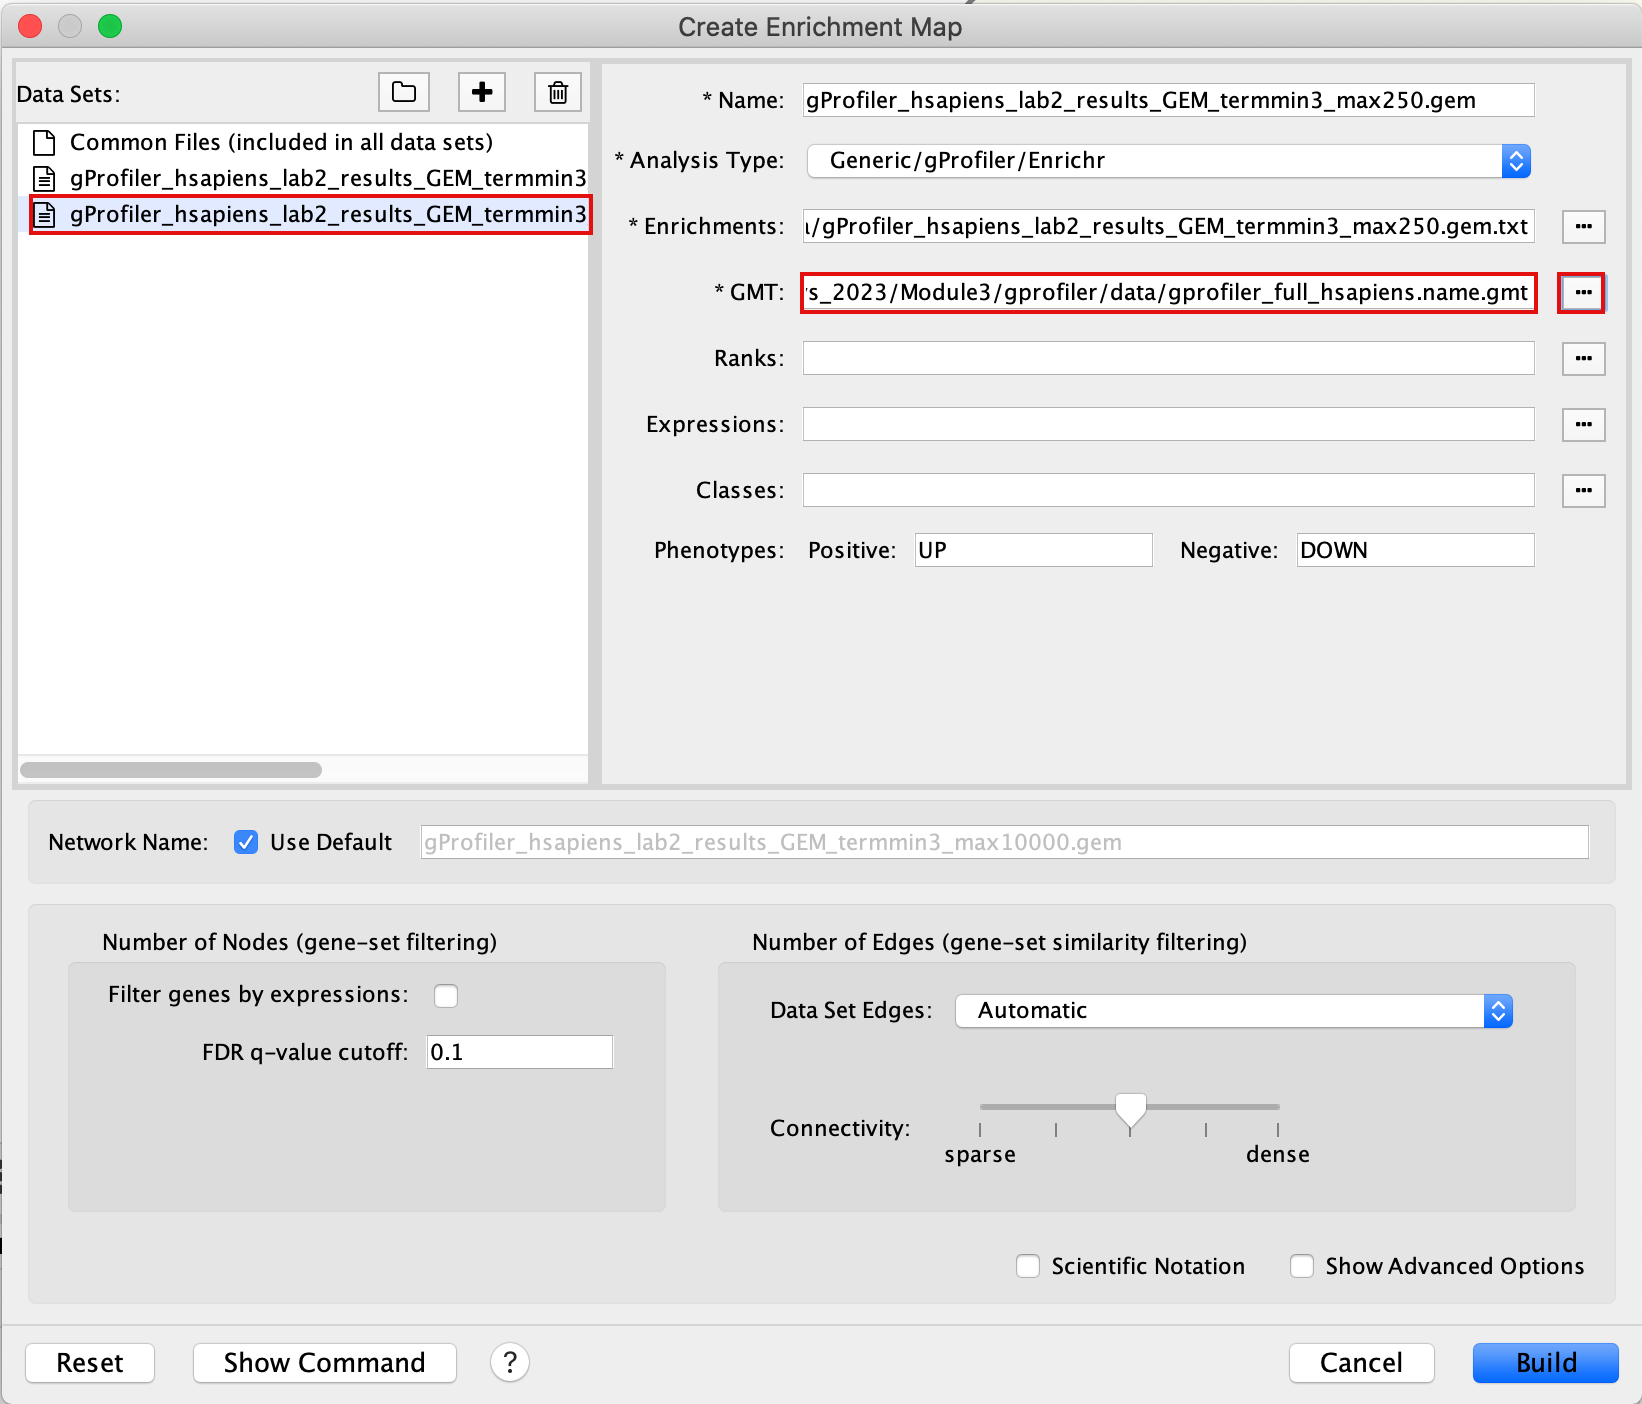 Create Enrichment Map
Data Sets:
Common Files (included in all data sets)
gProfiler_hsapiens_lab2_results_GEM_termmin3
gProfiler_hsapiens_lab2_results_GEM_termmin3
* Name: gProfiler_hsapiens_lab2_results_GEM_termmin3_max250.gem
* Analysis Type: Generic/gProfiler/Enrichr
* Enrichments: /gProfiler_hsapiens_lab2_results_GEM_termmin3_max250.gem.txt ...
* GMT: s_2023/Module3/gprofiler/data/gprofiler_full_hsapiens.name.gmt ...
Ranks: ...
Expressions: ...
Classes: ...
Phenotypes: Positive: UP Negative: DOWN
Network Name: Use Default gProfiler_hsapiens_lab2_results_GEM_termmin3_max10000.gem
Number of Nodes (gene-set filtering)
Filter genes by expressions:
FDR q-value cutoff: 0.1
Number of Edges (gene-set similarity filtering)
Data Set Edges: Automatic
Connectivity:
sparse dense
Scientific Notation Show Advanced Options
Reset Show Command ? Cancel Build